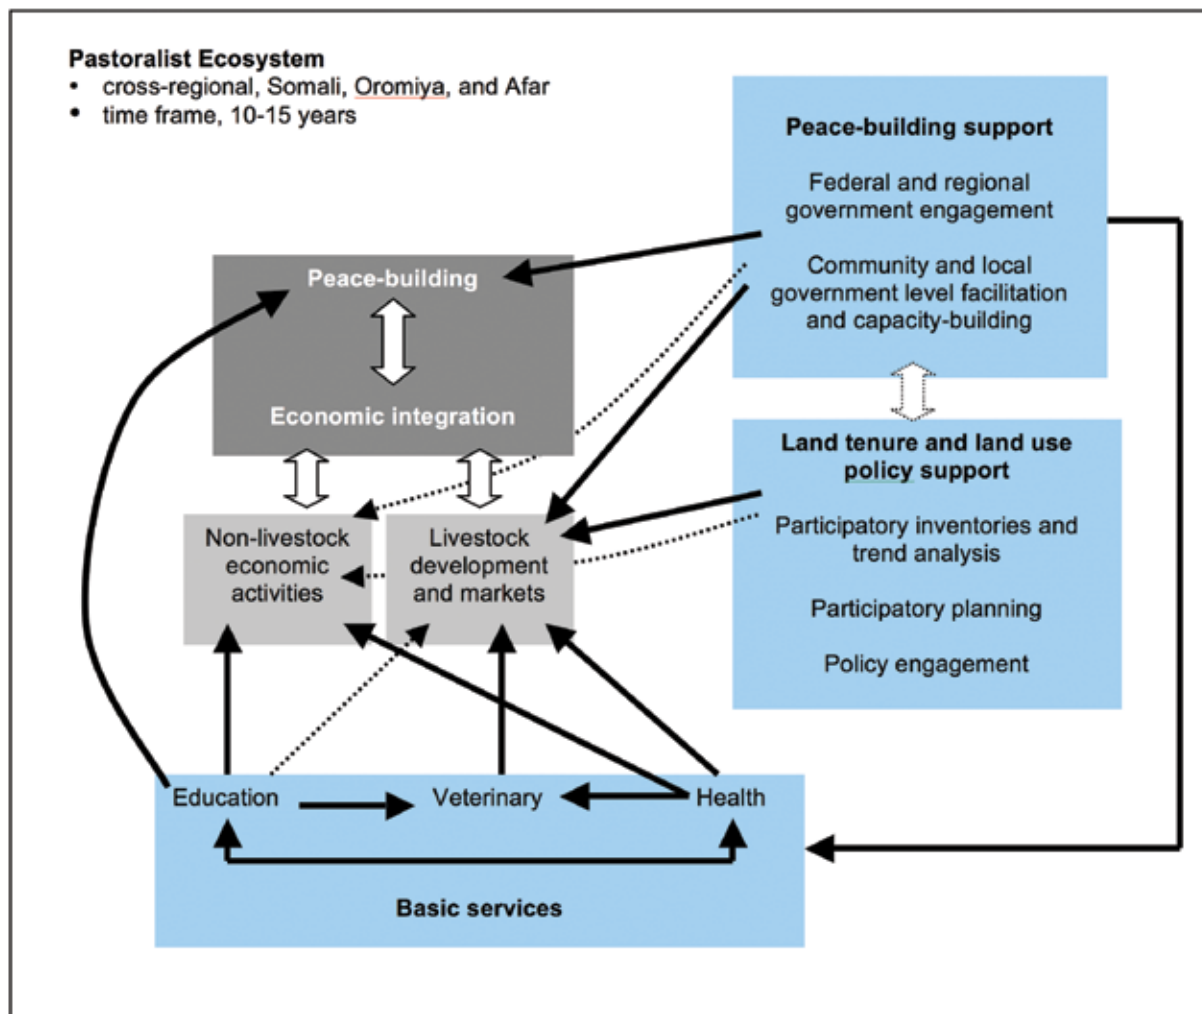 Pastoralist Ecosystem
• cross-regional, Somali, Oromiya, and Afar
• time frame, 10-15 years
Peace-building support
Federal and regional
government engagement
Community and local
government level facilitation
and capacity-building
Peace-building
Economic integration
Land tenure and land use
policy support
Participatory inventories and
trend analysis
Participatory planning
Policy engagement
Non-livestock
economic
activities
Livestock
development
and markets
Education
Veterinary
Health
Basic services